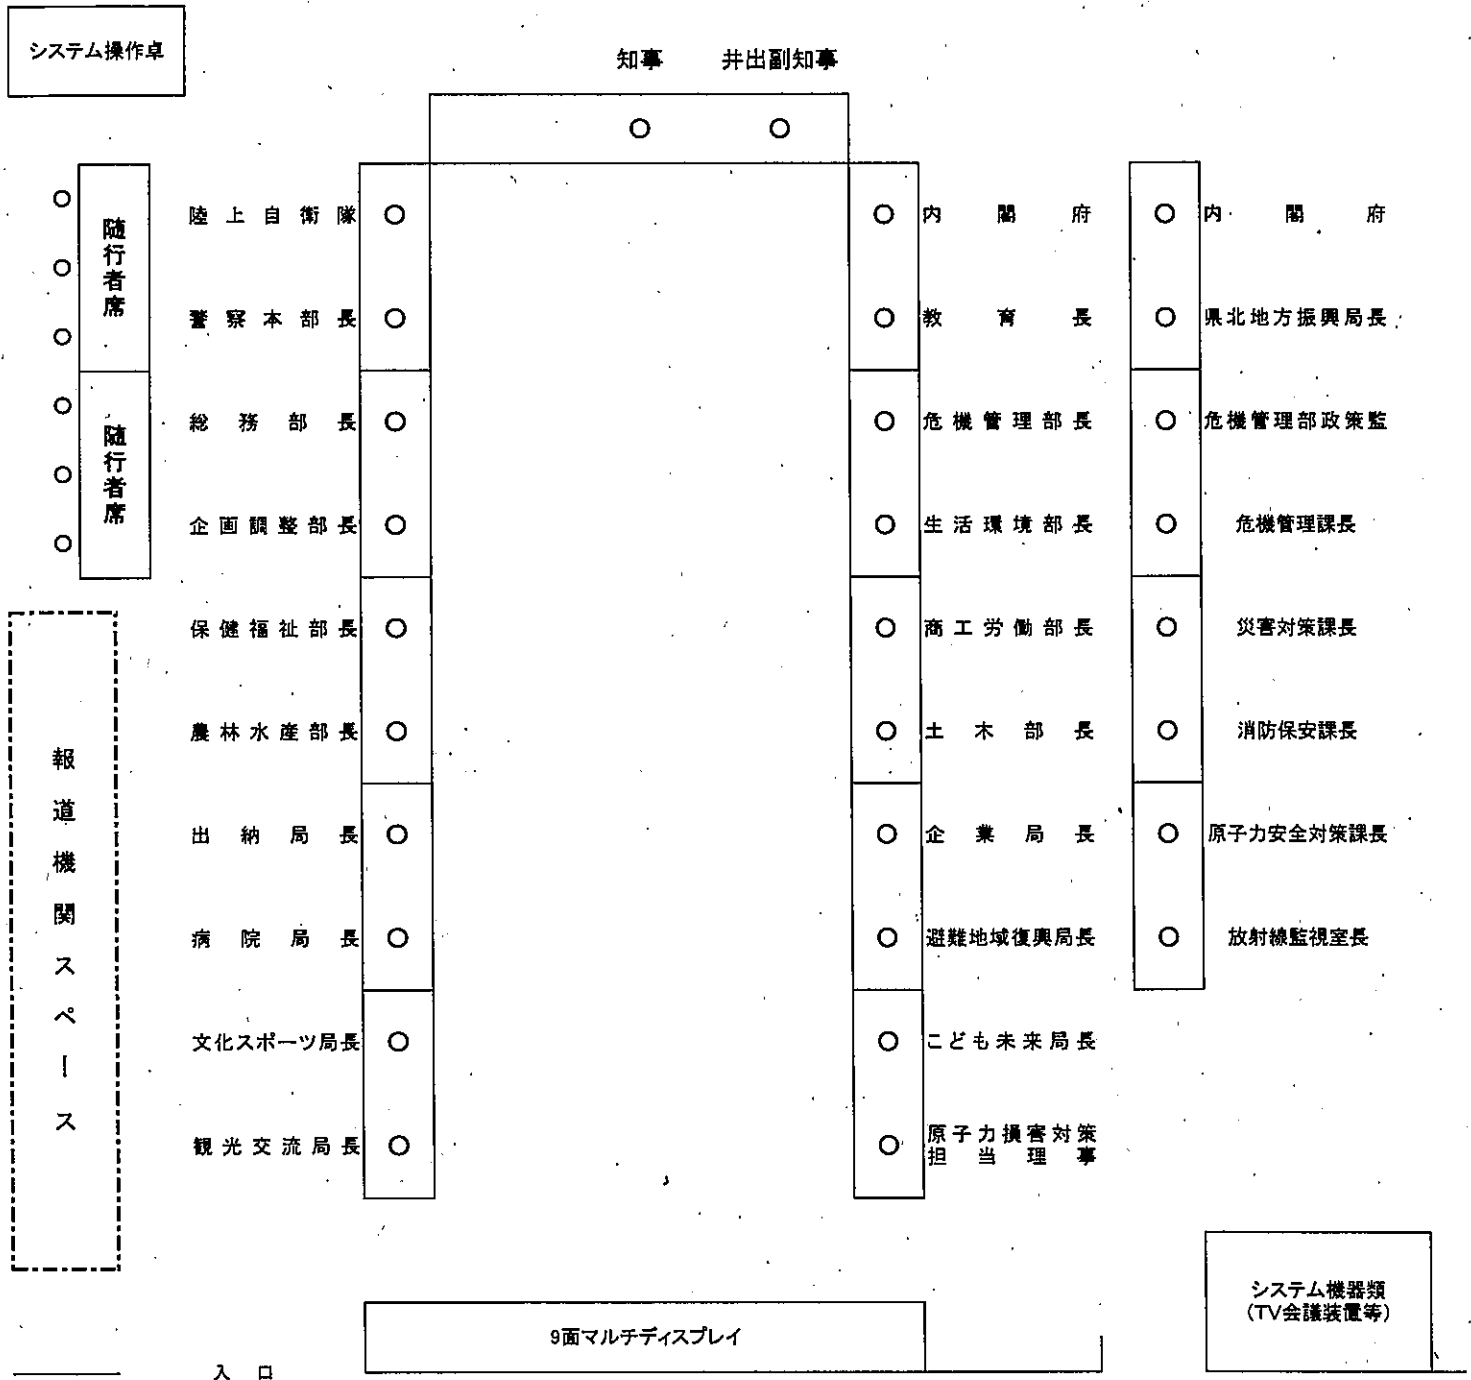 システム操作卓
知事 井出副知事
随行者席
随行者席
陸上自衛隊
警察本部長
総務部長
企画調整部長
保健福祉部長
農林水産部長
出納局長
病院局長
文化スポーツ局長
観光交流局長
内閣府
教育長
危機管理部長
生活環境部長
商工労働部長
土木部長
企業局長
避難地域復興局長
こども未来局長
原子力損害対策
担当理事
内閣府
県北地方振興局長
危機管理部政策監
危機管理課長
災害対策課長
消防保安課長
原子力安全対策課長
放射線監視室長
報道機関スペース
9面マルチディスプレイ
システム機器類
(TV会議装置等)
入口